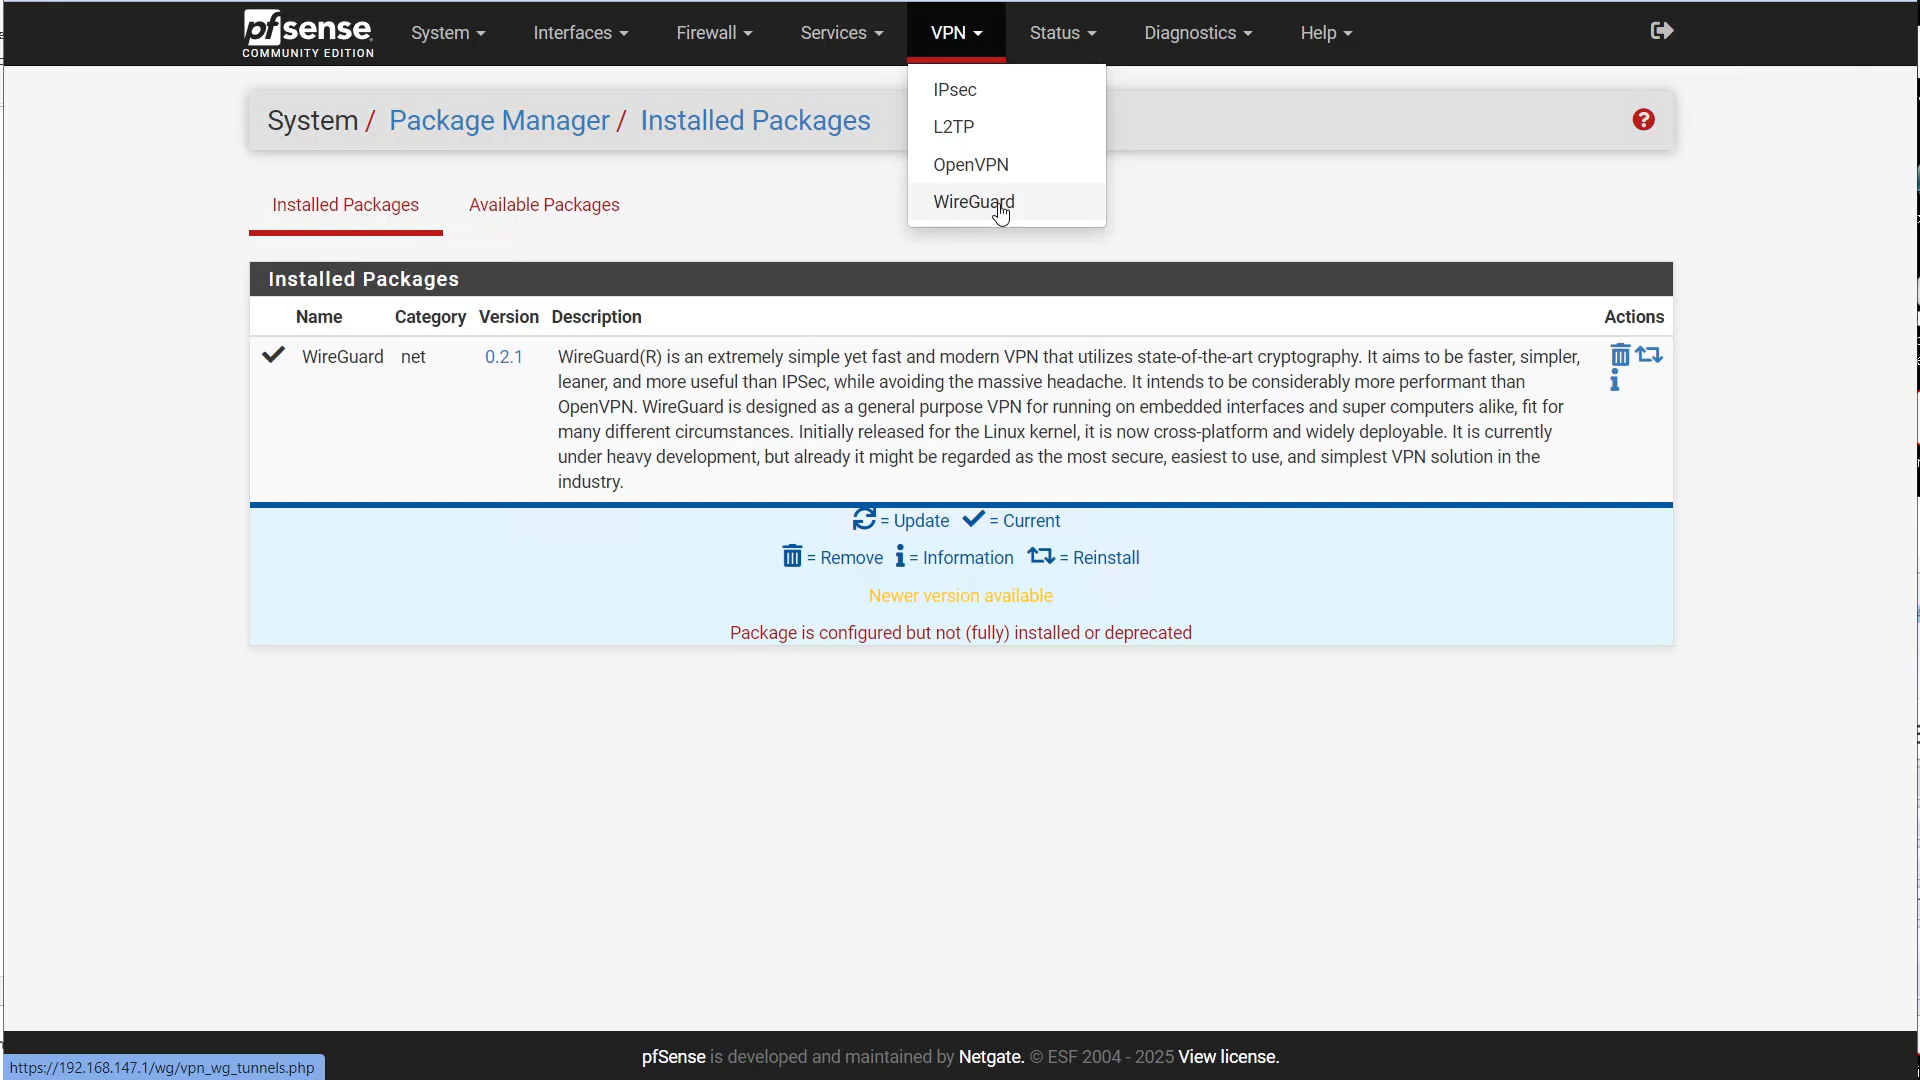 pfsense
COMMUNITY EDITION
System
Interfaces
Firewall
Services
VPN
Status
Diagnostics
Help
IPsec
L2TP
OpenVPN
WireGuard
System / Package Manager / Installed Packages
Installed Packages
Available Packages
Installed Packages
Name Category Version Description Actions
WireGuard net 0.2.1 WireGuard(R) is an extremely simple yet fast and modern VPN that utilizes state-of-the-art cryptography. It aims to be faster, simpler,
leaner, and more useful than IPSec, while avoiding the massive headache. It intends to be considerably more performant than
OpenVPN. WireGuard is designed as a general purpose VPN for running on embedded interfaces and super computers alike, fit for
many different circumstances. Initially released for the Linux kernel, it is now cross-platform and widely deployable. It is currently
under heavy development, but already it might be regarded as the most secure, easiest to use, and simplest VPN solution in the
industry.
= Update = Current
= Remove = Information = Reinstall
Newer version available
Package is configured but not (fully) installed or deprecated
pfSense is developed and maintained by Netgate. © ESF 2004 - 2025 View license.
https://192.168.147.1/wg/vpn_wg_tunnels.php